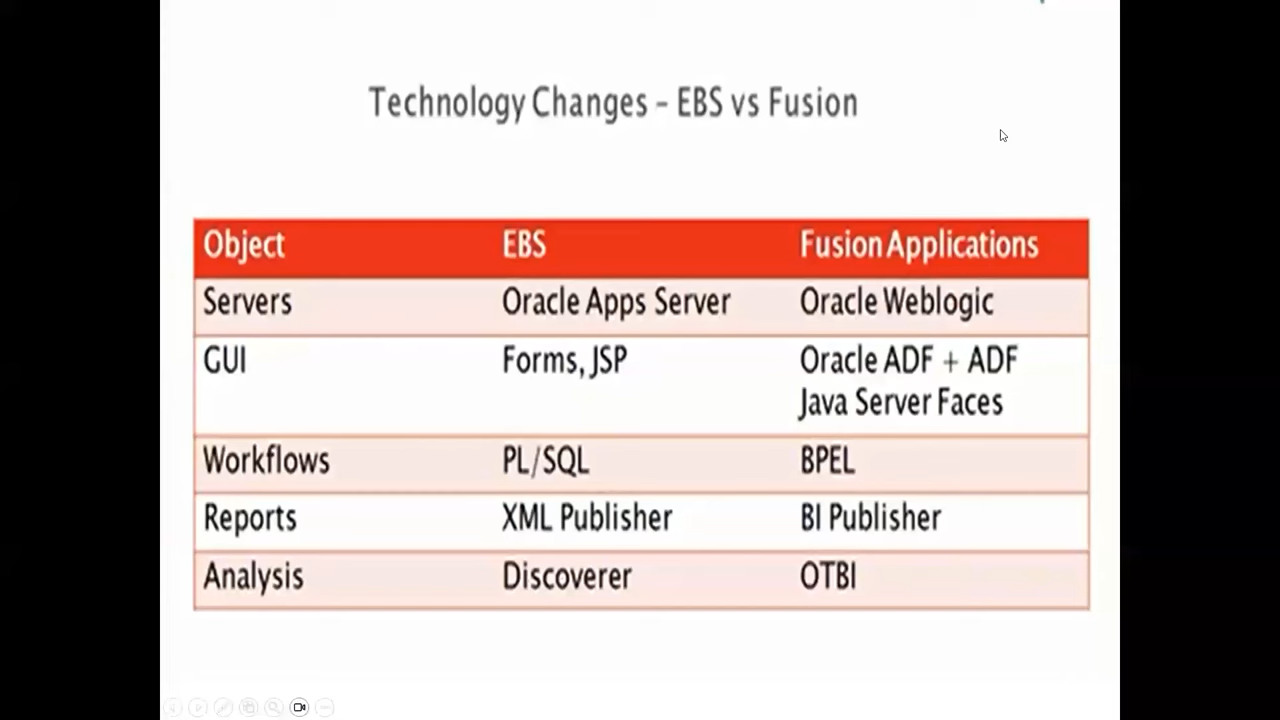 Technology Changes - EBS vs Fusion
Object EBS Fusion Applications
Servers Oracle Apps Server Oracle Weblogic
GUI Forms, JSP Oracle ADF + ADF
Java Server Faces
Workflows PL/SQL BPEL
Reports XML Publisher BI Publisher
Analysis Discoverer OTBI